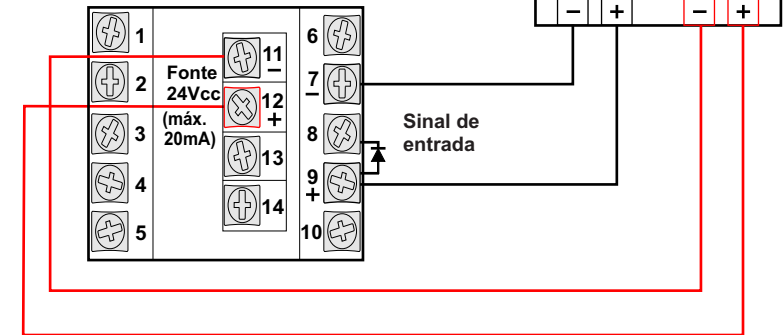 − + − +
1
2
3
4
5
Fonte
24Vcc
(máx.
20mA)
11
−
12
+
13
14
6
7
−
8
9
+
10
Sinal de
entrada